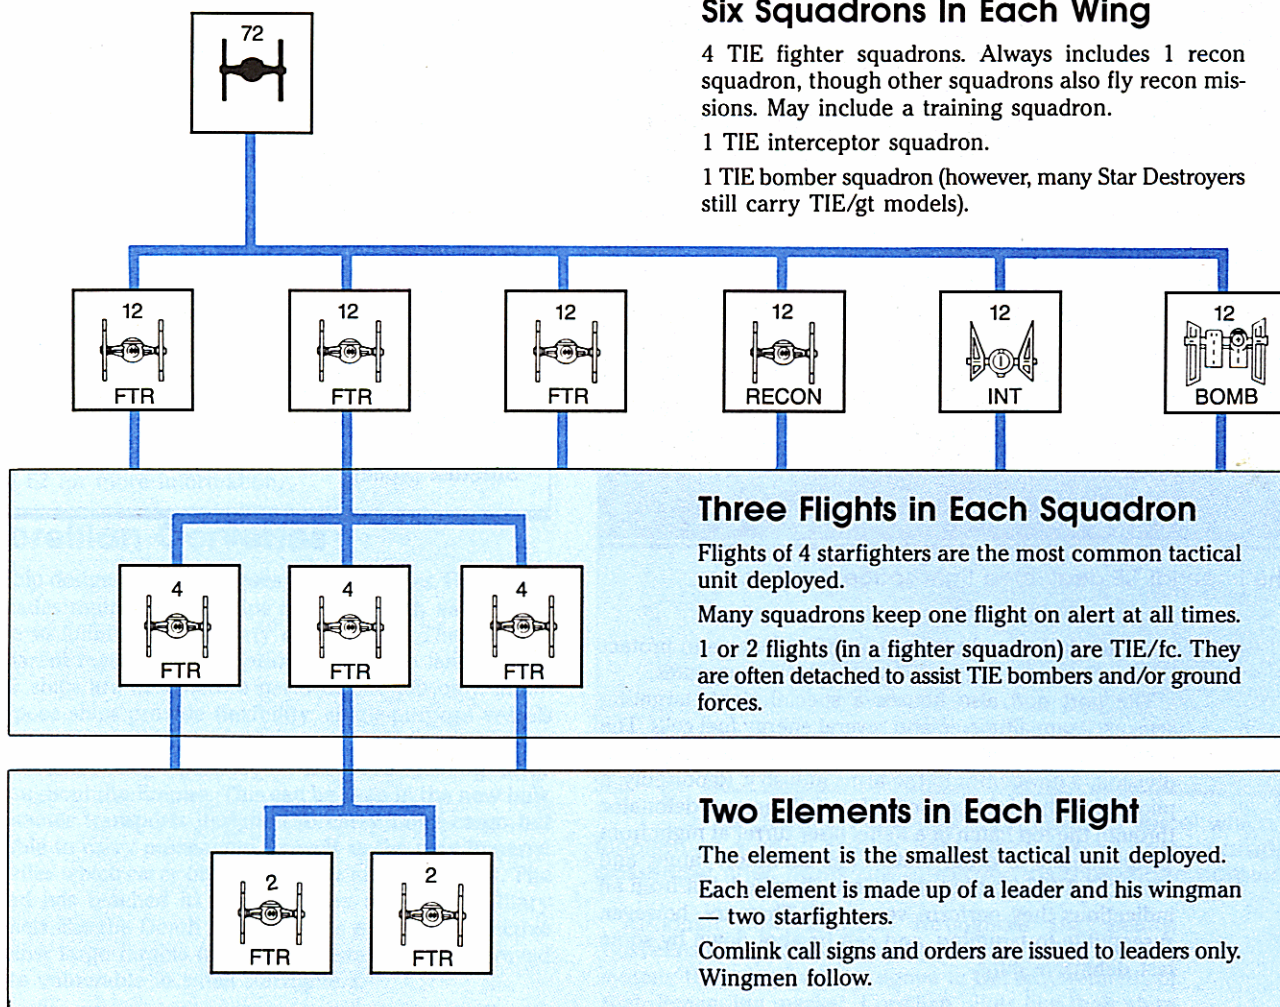 Six Squadrons In Each Wing
4 TIE fighter squadrons. Always includes 1 recon
squadron, though other squadrons also fly recon mis-
sions. May include a training squadron.
1 TIE interceptor squadron.
1 TIE bomber squadron (however, many Star Destroyers
still carry TIE/gt models).
72
12
FTR
12
FTR
12
FTR
12
RECON
12
INT
12
BOMB
Three Flights in Each Squadron
Flights of 4 starfighters are the most common tactical
unit deployed.
Many squadrons keep one flight on alert at all times.
1 or 2 flights (in a fighter squadron) are TIE/fc. They
are often detached to assist TIE bombers and/or ground
forces.
4
FTR
4
FTR
4
FTR
Two Elements in Each Flight
The element is the smallest tactical unit deployed.
Each element is made up of a leader and his wingman
— two starfighters.
Comlink call signs and orders are issued to leaders only.
Wingmen follow.
2
FTR
2
FTR